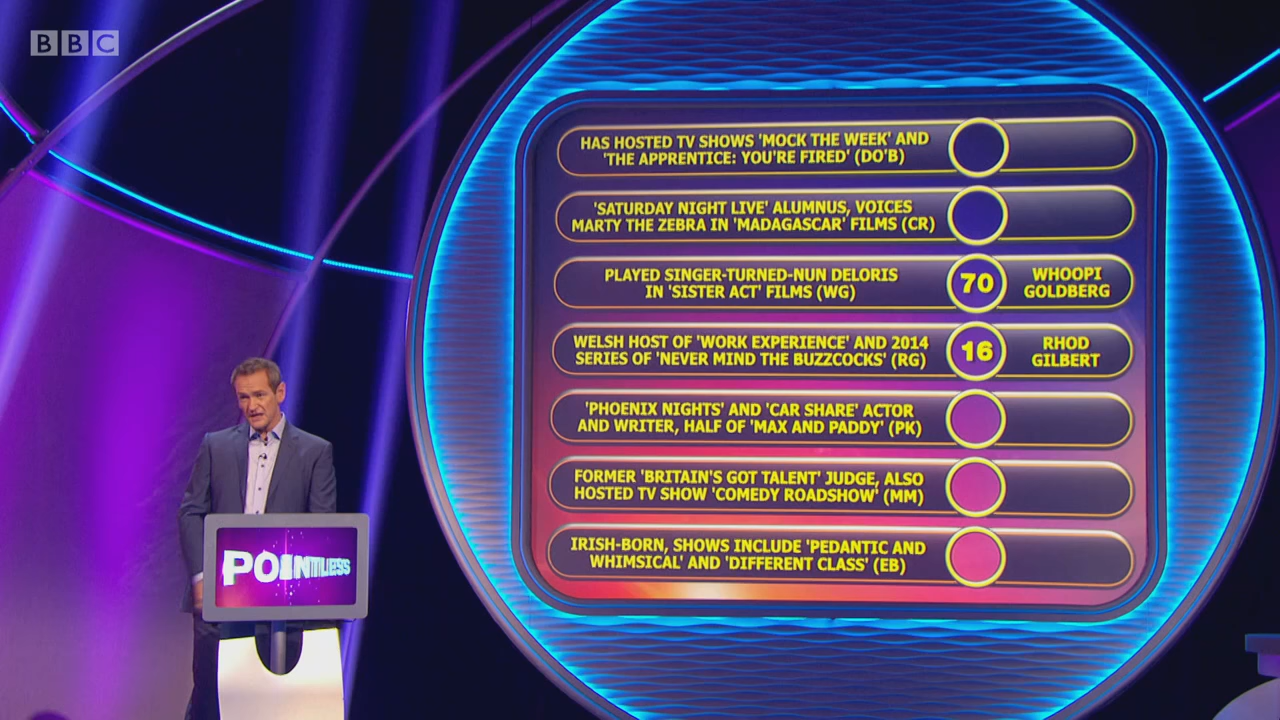 BBC
HAS HOSTED TV SHOWS 'MOCK THE WEEK' AND
'THE APPRENTICE: YOU'RE FIRED' (DO'B)
'SATURDAY NIGHT LIVE' ALUMNUS, VOICES
MARTY THE ZEBRA IN 'MADAGASCAR' FILMS (CR)
PLAYED SINGER-TURNED-NUN DELORIS
IN 'SISTER ACT' FILMS (WG)
70
WHOOPI
GOLDBERG
WELSH HOST OF 'WORK EXPERIENCE' AND 2014
SERIES OF 'NEVER MIND THE BUZZCOCKS' (RG)
16
RHOD
GILBERT
'PHOENIX NIGHTS' AND 'CAR SHARE' ACTOR
AND WRITER, HALF OF 'MAX AND PADDY' (PK)
FORMER 'BRITAIN'S GOT TALENT' JUDGE, ALSO
HOSTED TV SHOW 'COMEDY ROADSHOW' (MM)
IRISH-BORN, SHOWS INCLUDE 'PEDANTIC AND
WHIMSICAL' AND 'DIFFERENT CLASS' (EB)
POINTLESS